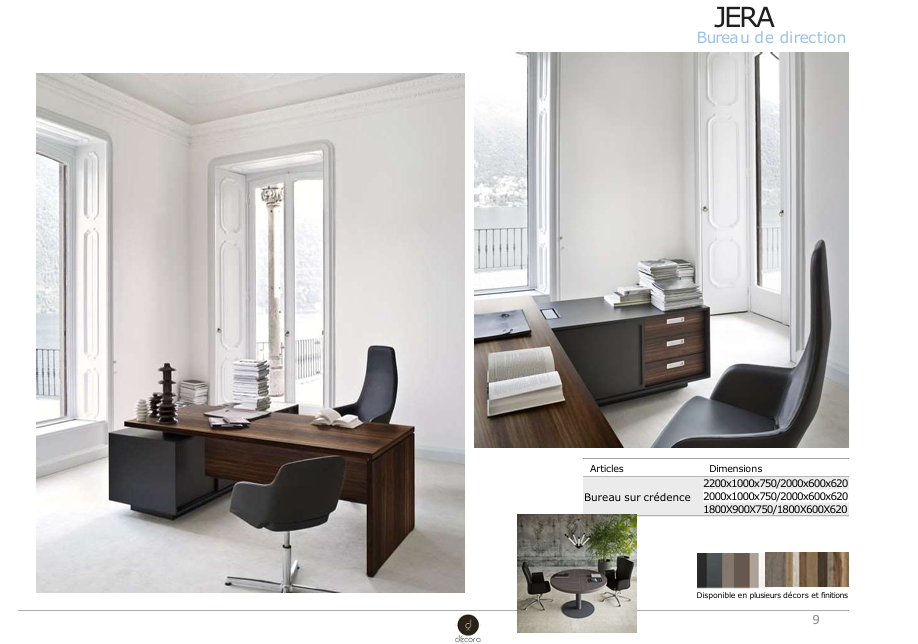 JERA
Bureau de direction
Articles Dimensions
2200x1000x750/2000x600x620
Bureau sur crédence 2000x1000x750/2000x600x620
1800X900X750/1800X600X620
Disponible en plusieurs décors et finitions
9
décora